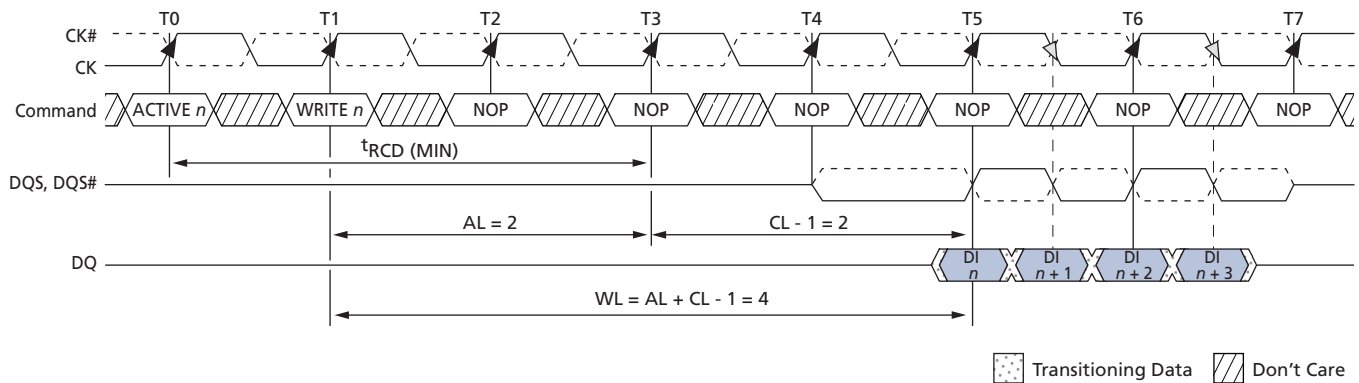 T0 T1 T2 T3 T4 T5 T6 T7
CK#
CK
Command ACTIVE n WRITE n NOP NOP NOP NOP NOP NOP
tRCD (MIN)
DQS, DQS#
AL = 2 CL - 1 = 2
DQ DI n DI n + 1 DI n + 2 DI n + 3
WL = AL + CL - 1 = 4
Transitioning Data Don't Care